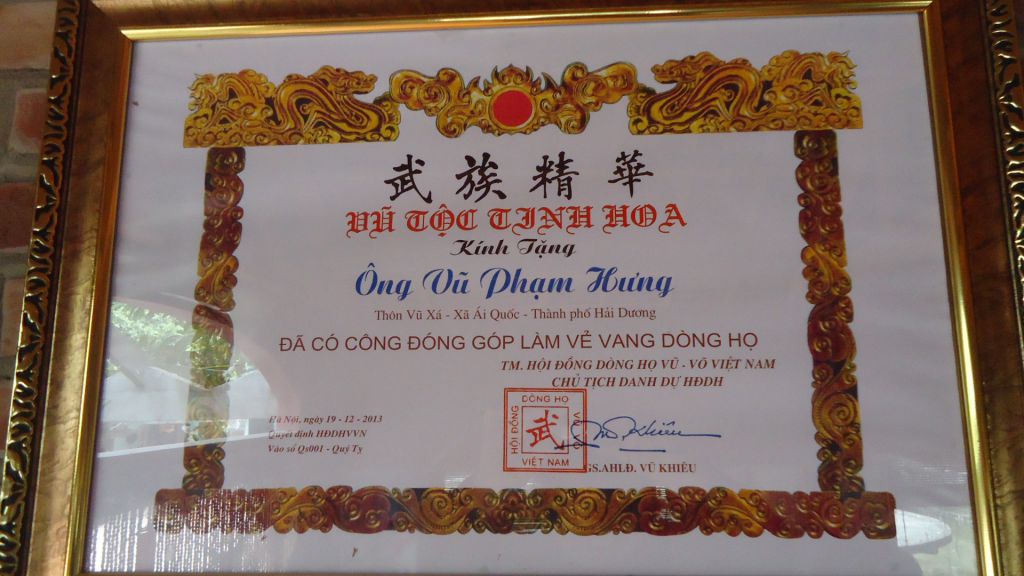 武族精華
VŨ TỘC TINH HOA
Kính Tặng
Ông Vũ Phạm Hưng
Thôn Vũ Xá - Xã Ái Quốc - Thành phố Hải Dương
ĐÃ CÓ CÔNG ĐÓNG GÓP LÀM VẺ VANG DÒNG HỌ
TM. HỘI ĐỒNG DÒNG HỌ VŨ - VÕ VIỆT NAM
CHỦ TỊCH DANH DỰ HĐDH
Hà Nội, ngày 19 - 12 - 2013
Quyết định HĐDHVVN
Vào sổ Qs001 - Quý Tỵ
DÒNG HỌ
HỘI ĐỒNG
武
VIỆT NAM
GS.AHLĐ. VŨ KHIÊU